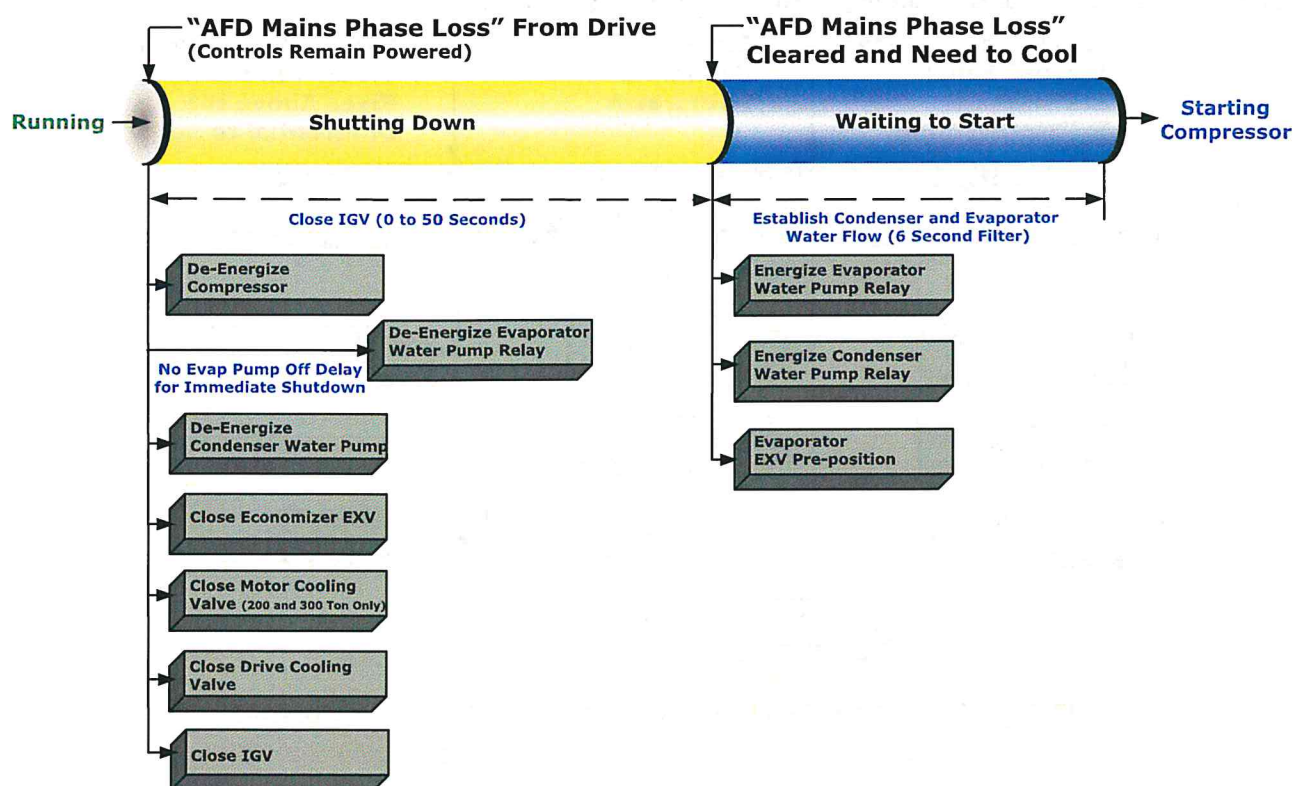 “AFD Mains Phase Loss” From Drive
(Controls Remain Powered)
“AFD Mains Phase Loss”
Cleared and Need to Cool
Running
Shutting Down
Waiting to Start
Starting
Compressor
Close IGV (0 to 50 Seconds)
Establish Condenser and Evaporator
Water Flow (6 Second Filter)
De-Energize
Compressor
De-Energize Evaporator
Water Pump Relay
No Evap Pump Off Delay
for Immediate Shutdown
De-Energize
Condenser Water Pump
Close Economizer EXV
Close Motor Cooling
Valve (200 and 300 Ton Only)
Close Drive Cooling
Valve
Close IGV
Energize Evaporator
Water Pump Relay
Energize Condenser
Water Pump Relay
Evaporator
EXV Pre-position